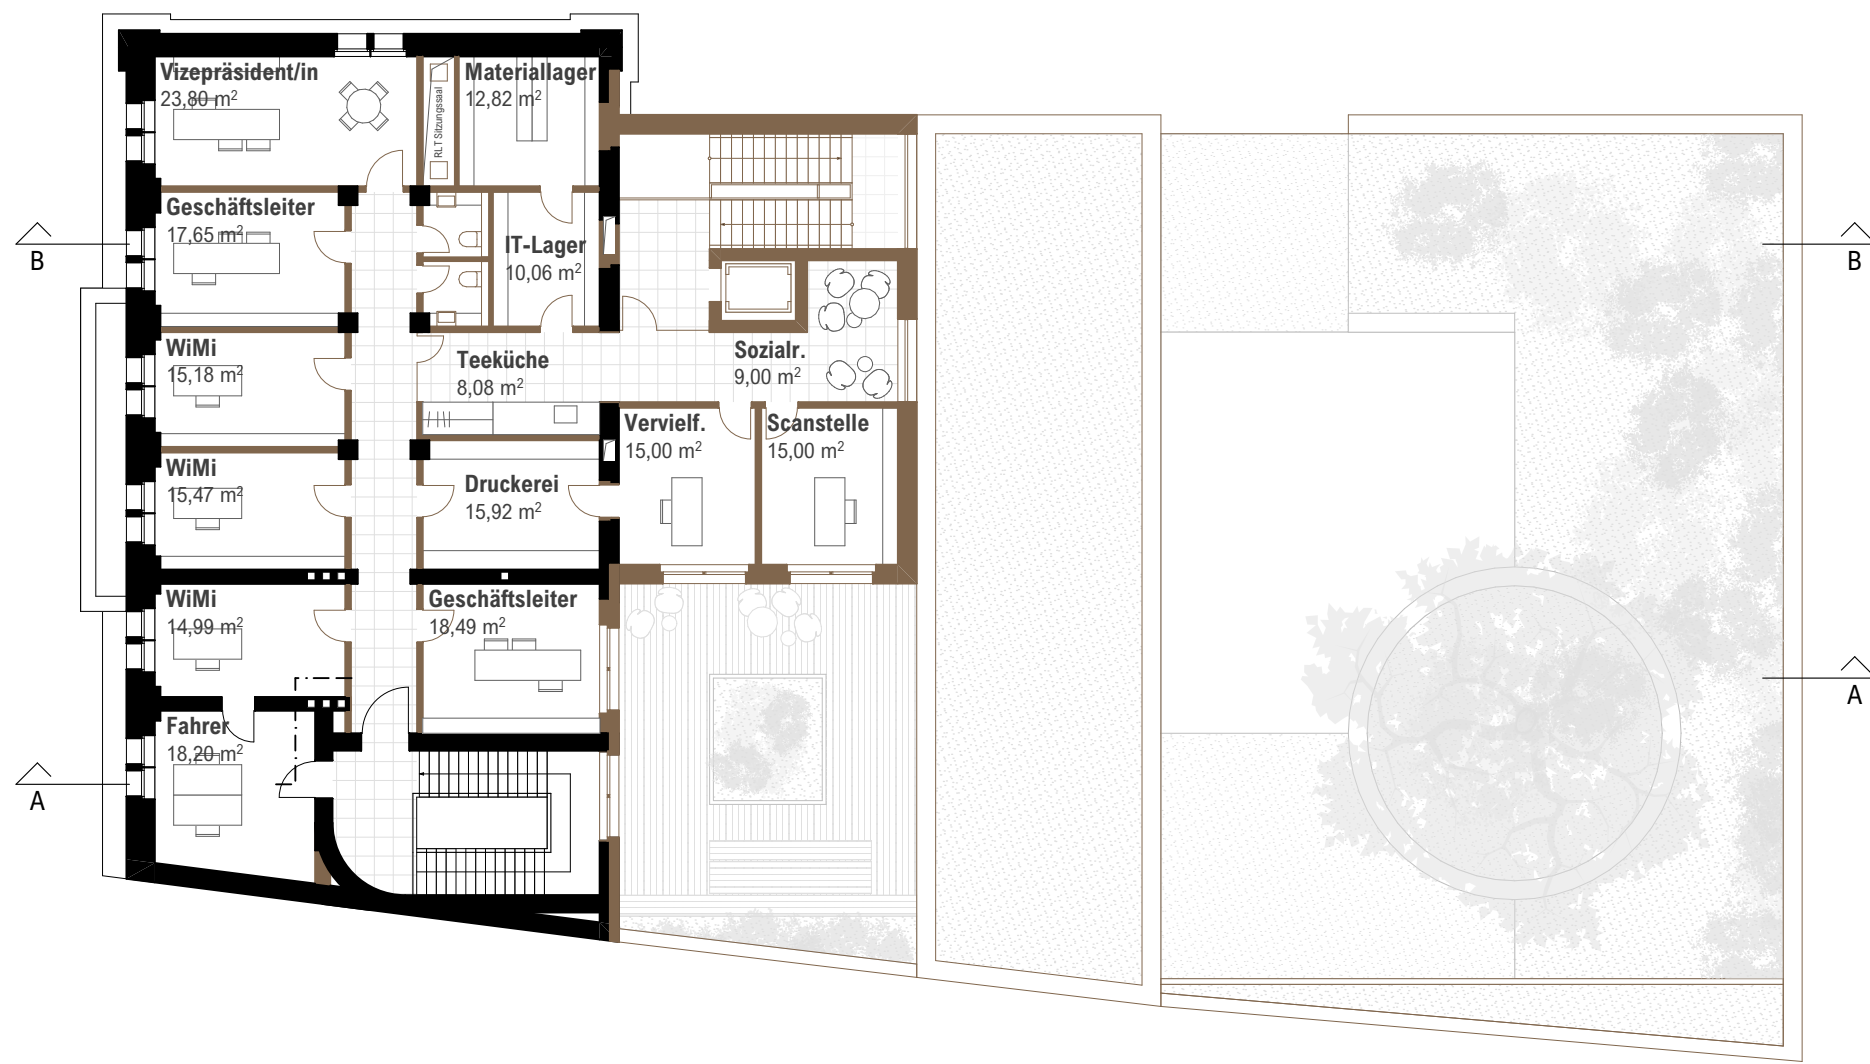 Vizepräsident/in
23,80 m²
RLT Sitzungssaal
Materiallager
12,82 m²
Geschäftsleiter
17,65 m²
IT-Lager
10,06 m²
B
B
WiMi
15,18 m²
Teeküche
8,08 m²
Sozialr.
9,00 m²
WiMi
15,47 m²
Druckerei
15,92 m²
Vervielf.
15,00 m²
Scanstelle
15,00 m²
WiMi
14,99 m²
Geschäftsleiter
18,49 m²
Fahrer
18,20 m²
A
A